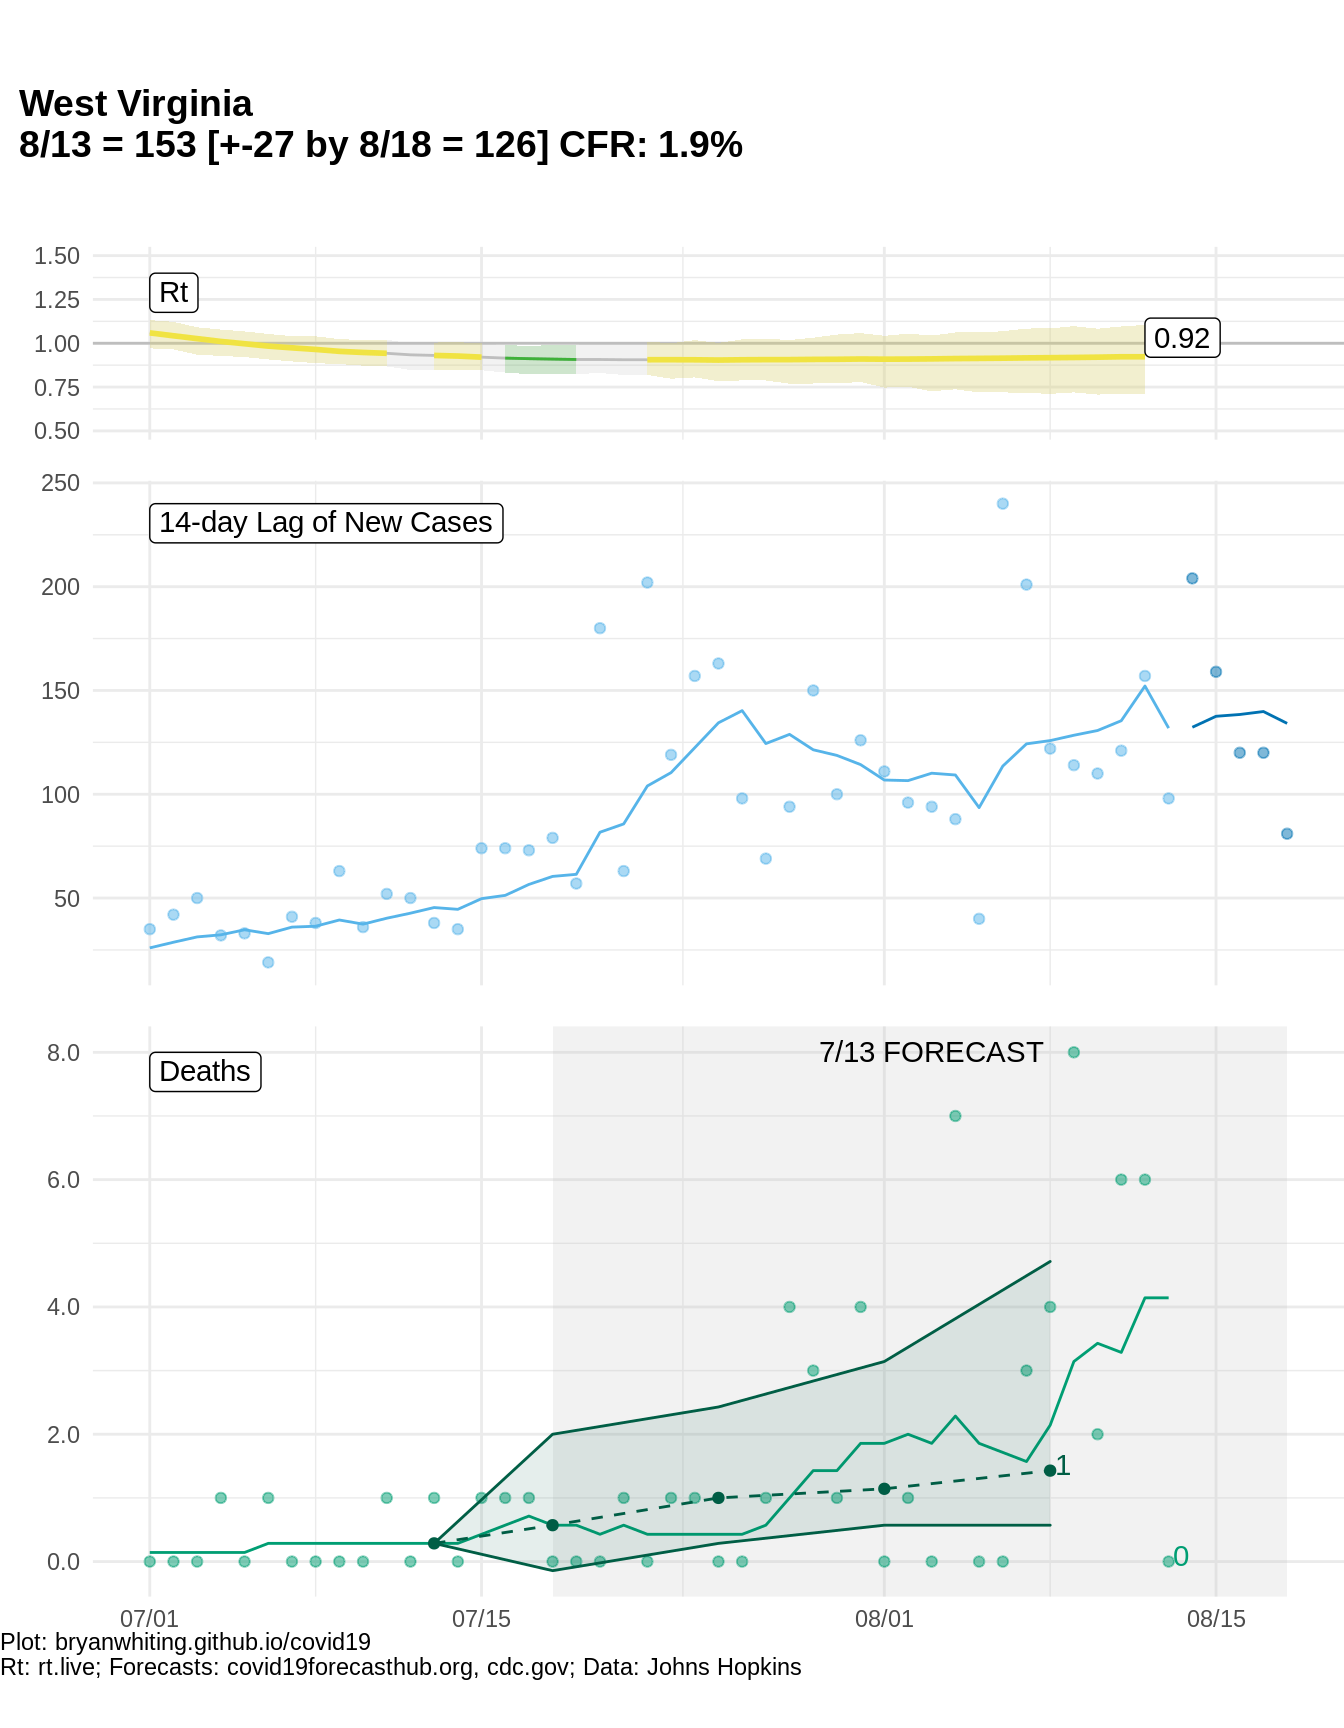 West Virginia
8/13 = 153 [+-27 by 8/18 = 126] CFR: 1.9%
1.50
Rt
1.25
1.00
0.92
0.75
0.50
250
14-day Lag of New Cases
200
150
100
50
8.0
7/13 FORECAST
Deaths
6.0
4.0
2.0
1
0.0
0
07/01 07/15 08/01 08/15
Plot: bryanwhiting.github.io/covid19
Rt: rt.live; Forecasts: covid19forecasthub.org, cdc.gov; Data: Johns Hopkins